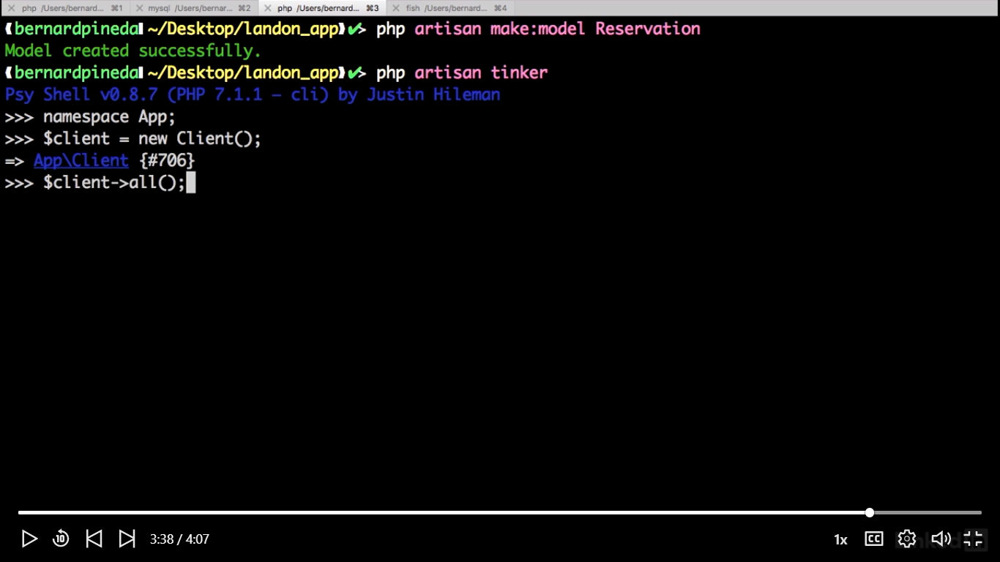 php /Users/bernard... ⌘1 mysql /Users/bernar... ⌘2 php /Users/bernard... ⌘3 fish /Users/bernard... ⌘4
bernardpineda ~/Desktop/landon_app ✔> php artisan make:model Reservation
Model created successfully.
bernardpineda ~/Desktop/landon_app ✔> php artisan tinker
Psy Shell v0.8.7 (PHP 7.1.1 — cli) by Justin Hileman
>>> namespace App;
>>> $client = new Client();
=> App\Client {#706}
>>> $client->all();
10 3:38 / 4:07 1x CC